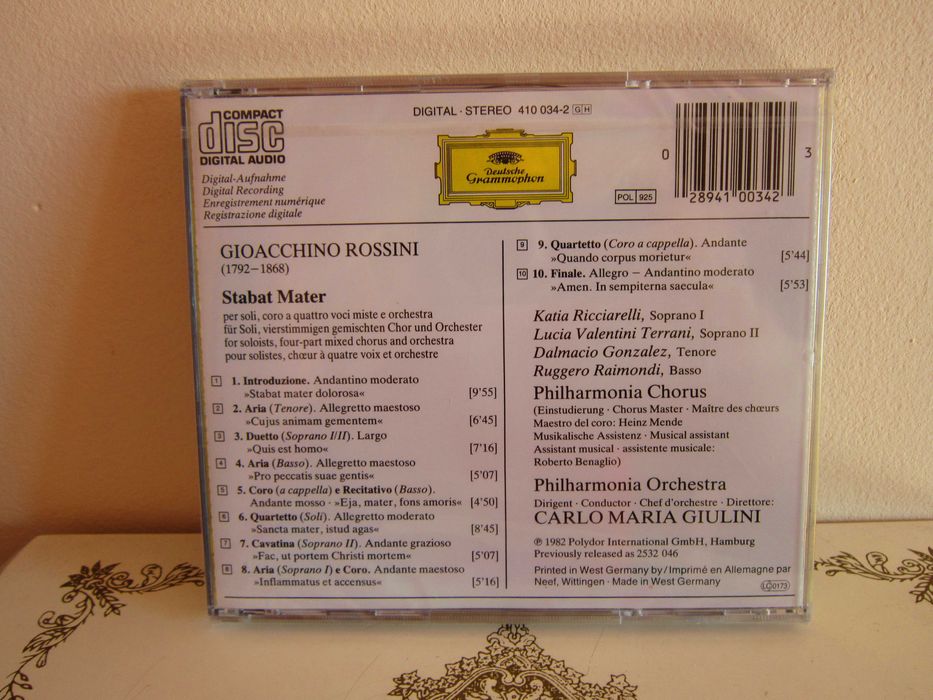 COMPACT
disc
DIGITAL AUDIO
DIGITAL · STEREO 410 034-2 GH
Deutsche
Grammophon
POL 925
0
28941 00342
3
Digital-Aufnahme
Digital Recording
Enregistrement numérique
Registrazione digitale
GIOACCHINO ROSSINI
(1792–1868)
Stabat Mater
per soli, coro a quattro voci miste e orchestra
für Soli, vierstimmigen gemischten Chor und Orchester
for soloists, four-part mixed chorus and orchestra
pour solistes, chœur à quatre voix et orchestre
1 1. Introduzione. Andantino moderato
»Stabat mater dolorosa« [9'55]
2 2. Aria (Tenore). Allegretto maestoso
»Cujus animam gementem« [6'45]
3 3. Duetto (Soprano I/II). Largo
»Quis est homo« [7'16]
4 4. Aria (Basso). Allegretto maestoso
»Pro peccatis suae gentis« [5'07]
5 5. Coro (a cappella) e Recitativo (Basso).
Andante mosso · »Eja, mater, fons amoris« [4'50]
6 6. Quartetto (Soli). Allegretto moderato
»Sancta mater, istud agas« [8'45]
7 7. Cavatina (Soprano II). Andante grazioso
»Fac, ut portem Christi mortem« [5'07]
8 8. Aria (Soprano I) e Coro. Andante maestoso
»Inflammatus et accensus« [5'16]
9 9. Quartetto (Coro a cappella). Andante
»Quando corpus morietur« [5'44]
10 10. Finale. Allegro – Andantino moderato
»Amen. In sempiterna saecula« [5'53]
Katia Ricciarelli, Soprano I
Lucia Valentini Terrani, Soprano II
Dalmacio Gonzalez, Tenore
Ruggero Raimondi, Basso
Philharmonia Chorus
(Einstudierung · Chorus Master · Maître des chœurs
Maestro del coro: Heinz Mende
Musikalische Assistenz · Musical assistant
Assistant musical · assistente musicale:
Roberto Benaglio)
Philharmonia Orchestra
Dirigent · Conductor · Chef d'orchestre · Direttore:
CARLO MARIA GIULINI
℗ 1982 Polydor International GmbH, Hamburg
Previously released as 2532 046
Printed in West Germany by / Imprimé en Allemagne par
Neef, Wittingen · Made in West Germany
LC 0173